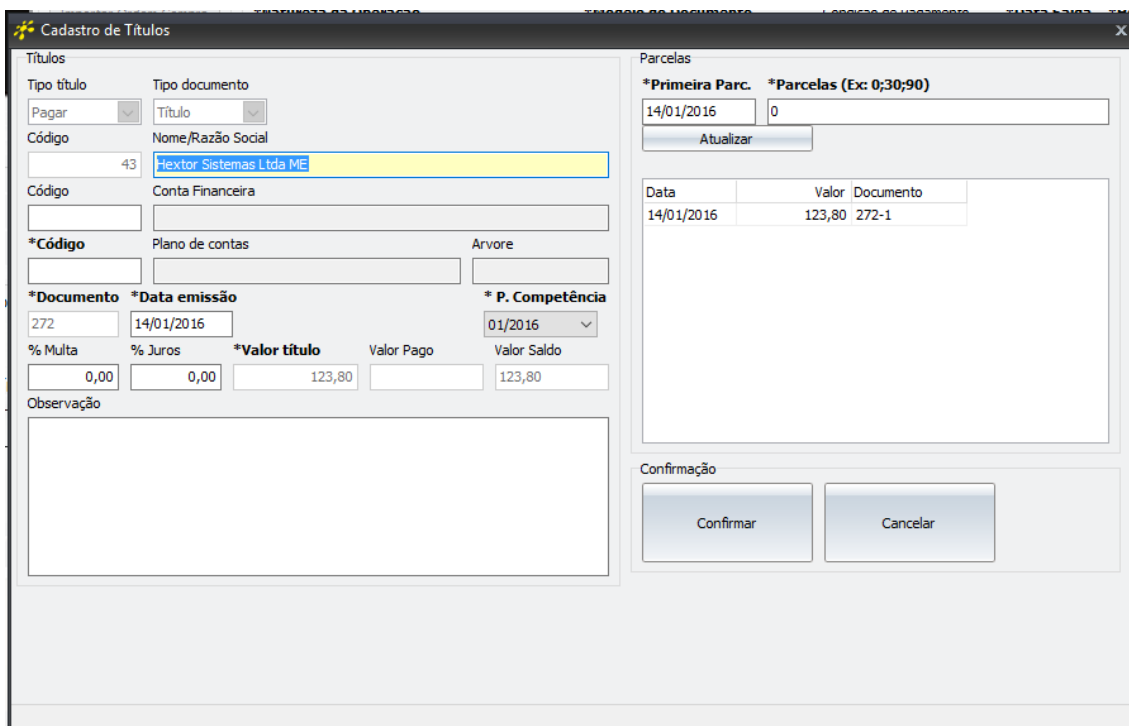 Cadastro de Títulos
x
Títulos
Tipo título Tipo documento
Pagar Título
Código Nome/Razão Social
43 Hextor Sistemas Ltda ME
Código Conta Financeira
*Código Plano de contas Arvore
*Documento *Data emissão * P. Competência
272 14/01/2016 01/2016
% Multa % Juros *Valor título Valor Pago Valor Saldo
0,00 0,00 123,80 123,80
Observação
Parcelas
*Primeira Parc. *Parcelas (Ex: 0;30;90)
14/01/2016 0
Atualizar
Data Valor Documento
14/01/2016 123,80 272-1
Confirmação
Confirmar Cancelar